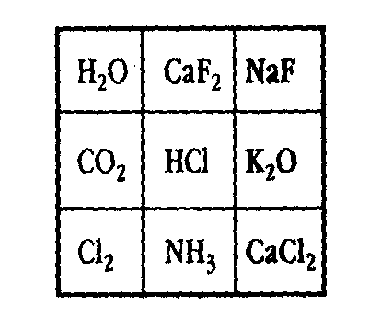 H₂O CaF₂ NaF
CO₂ HCl K₂O
Cl₂ NH₃ CaCl₂